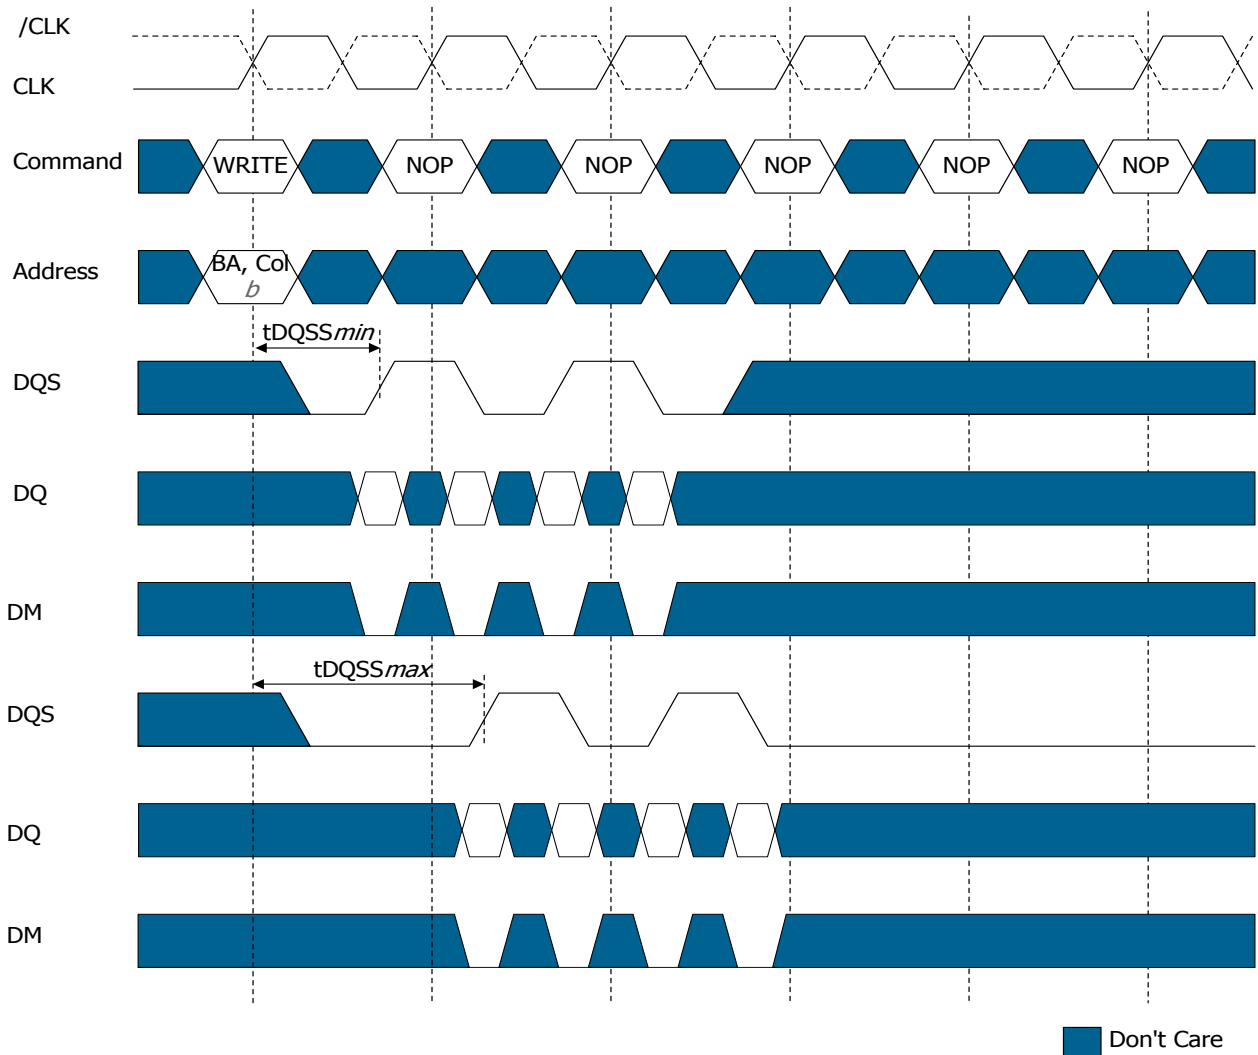 /CLK
CLK
Command
WRITE
NOP
NOP
NOP
NOP
NOP
Address
BA, Col
b
tDQSSmin
DQS
DQ
DM
tDQSSmax
DQS
DQ
DM
Don't Care